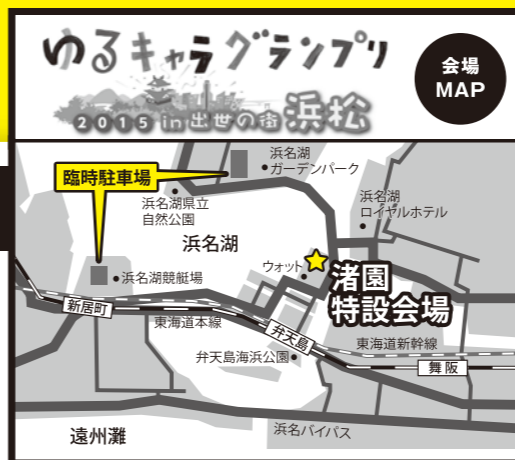 ゆるキャラグランプリ
2015 in 出世の街 浜松
会場
MAP
臨時駐車場
浜名湖
ガーデンパーク
浜名湖県立
自然公園
浜名湖
ロイヤルホテル
浜名湖
ウォット
渚園
特設会場
浜名湖競艇場
新居町
東海道本線
弁天島
東海道新幹線
弁天島海浜公園
舞阪
浜名バイパス
遠州灘